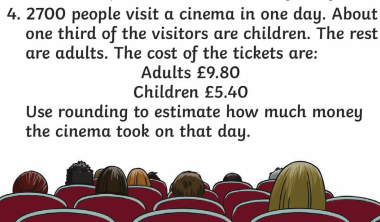 4. 2700 people visit a cinema in one day. About
one third of the visitors are children. The rest
are adults. The cost of the tickets are:
Adults £9.80
Children £5.40
Use rounding to estimate how much money
the cinema took on that day.